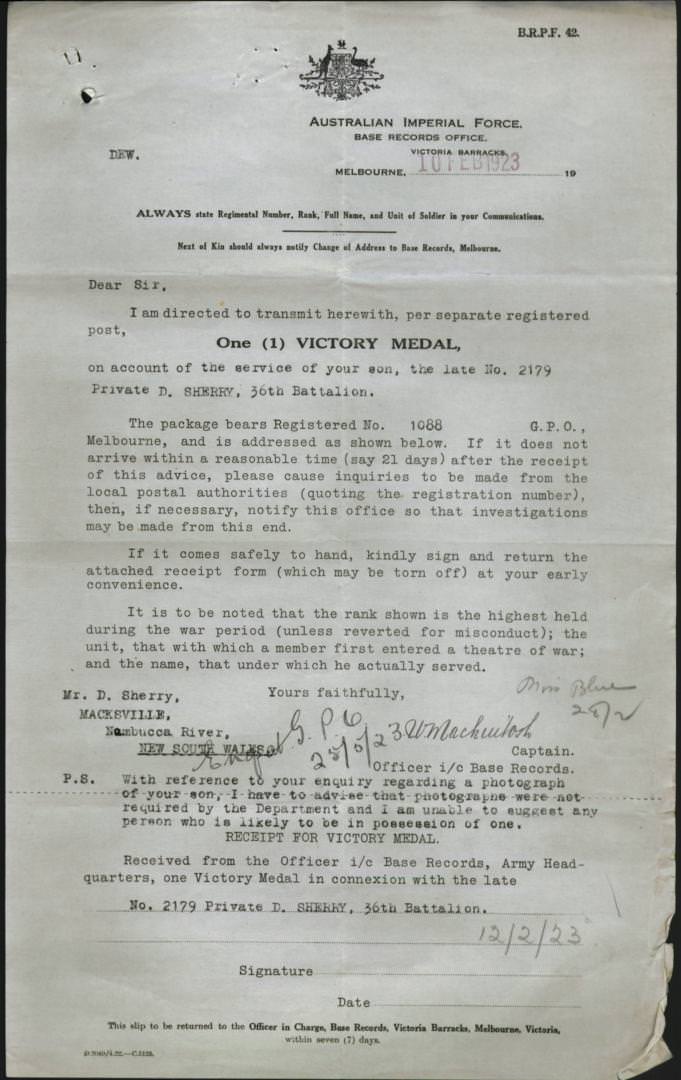 B.R.P.F. 42.
AUSTRALIAN IMPERIAL FORCE.
BASE RECORDS OFFICE,
DEW.
VICTORIA BARRACKS,
MELBOURNE, 10 FEB 1923 19
ALWAYS state Regimental Number, Rank, Full Name, and Unit of Soldier in your Communications.
Next of Kin should always notify Change of Address to Base Records, Melbourne.
Dear Sir,
I am directed to transmit herewith, per separate registered
post,
One (1) VICTORY MEDAL,
on account of the service of your son, the late No. 2179
Private D. SHERRY, 36th Battalion.
The package bears Registered No. 1088 G.P.O.,
Melbourne, and is addressed as shown below. If it does not
arrive within a reasonable time (say 21 days) after the receipt
of this advice, please cause inquiries to be made from the
local postal authorities (quoting the registration number),
then, if necessary, notify this office so that investigations
may be made from this end.
If it comes safely to hand, kindly sign and return the
attached receipt form (which may be torn off) at your early
convenience.
It is to be noted that the rank shown is the highest held
during the war period (unless reverted for misconduct); the
unit, that with which a member first entered a theatre of war;
and the name, that under which he actually served.
Mr. D. Sherry, Yours faithfully,
MACKSVILLE,
Nambucca River,
NEW SOUTH WALES.
Miss Blue
28/2
G.P.O
25/5/23
Mackintosh
Captain.
Officer i/c Base Records.
P.S. With reference to your enquiry regarding a photograph
of your son, I have to advise that photographs were not
required by the Department and I am unable to suggest any
person who is likely to be in possession of one.
RECEIPT FOR VICTORY MEDAL.
Received from the Officer i/c Base Records, Army Head-
quarters, one Victory Medal in connexion with the late
No. 2179 Private D. SHERRY, 36th Battalion.
12/2/23
Signature
Date
This slip to be returned to the Officer in Charge, Base Records, Victoria Barracks, Melbourne, Victoria,
within seven (7) days.